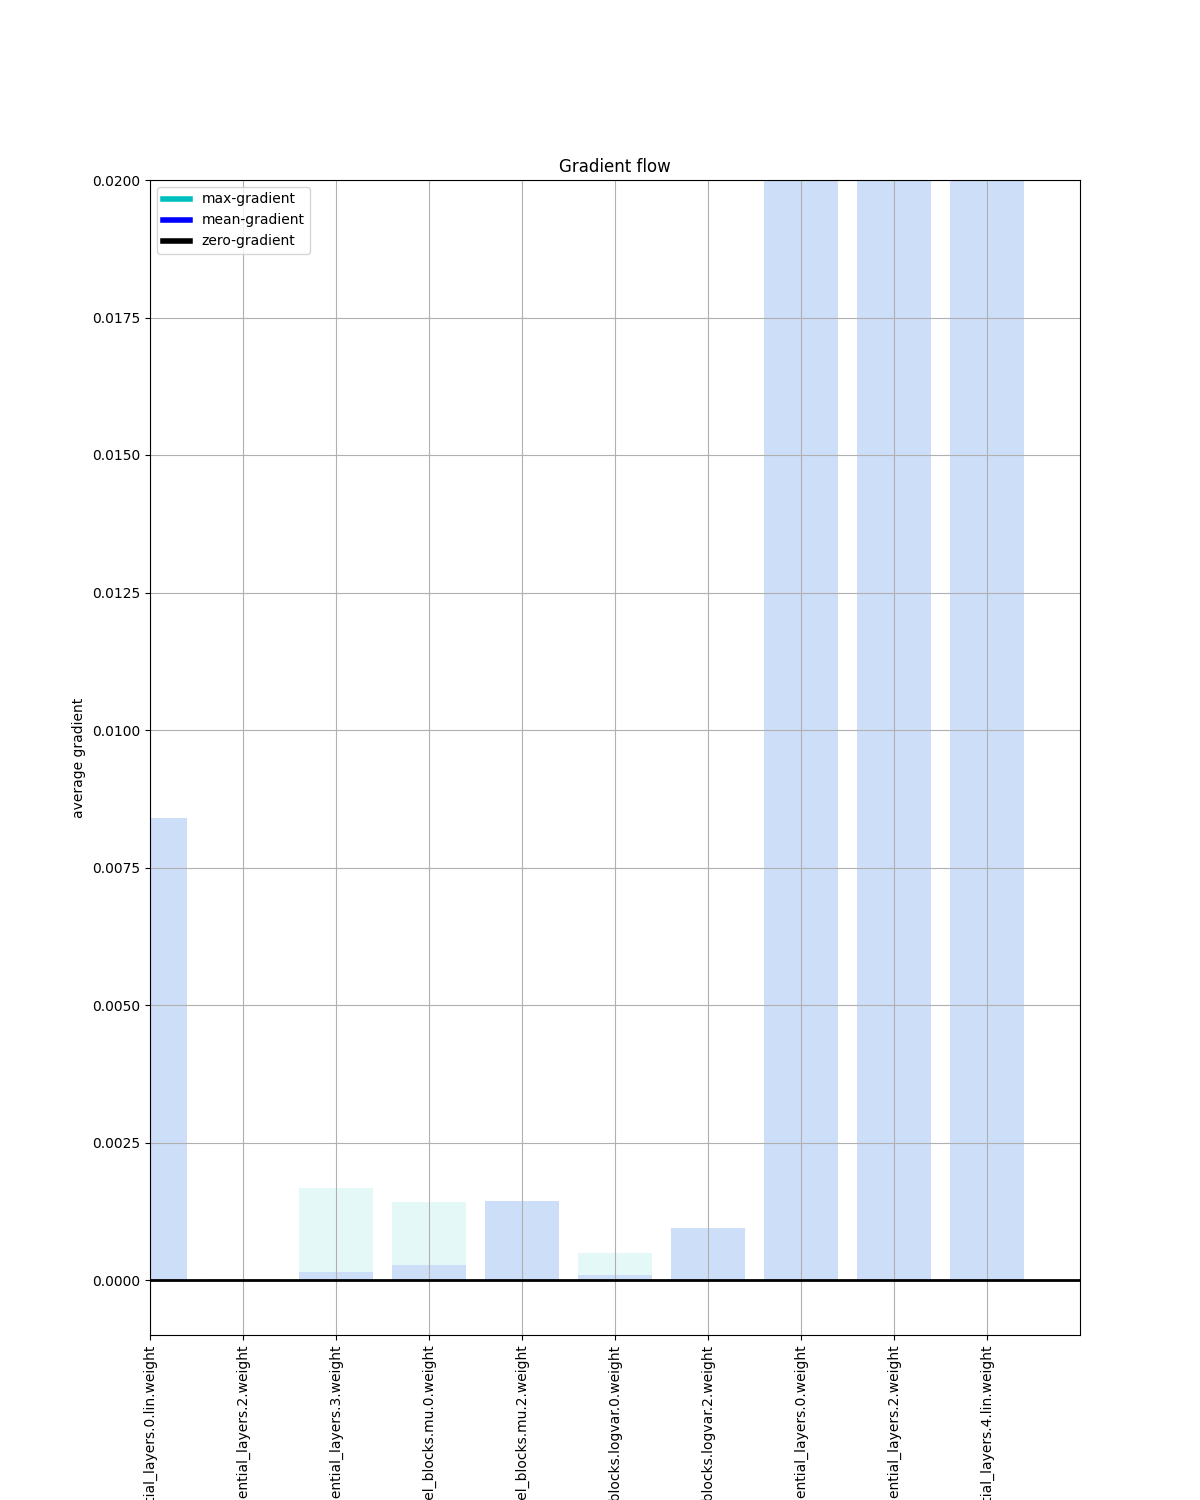 Gradient flow
max-gradient
mean-gradient
zero-gradient
0.0200
0.0175
0.0150
0.0125
0.0100
0.0075
0.0050
0.0025
0.0000
average gradient
tial_layers.0.lin.weight
ential_layers.2.weight
ential_layers.3.weight
el_blocks.mu.0.weight
el_blocks.mu.2.weight
blocks.logvar.0.weight
blocks.logvar.2.weight
ential_layers.0.weight
ential_layers.2.weight
tial_layers.4.lin.weight